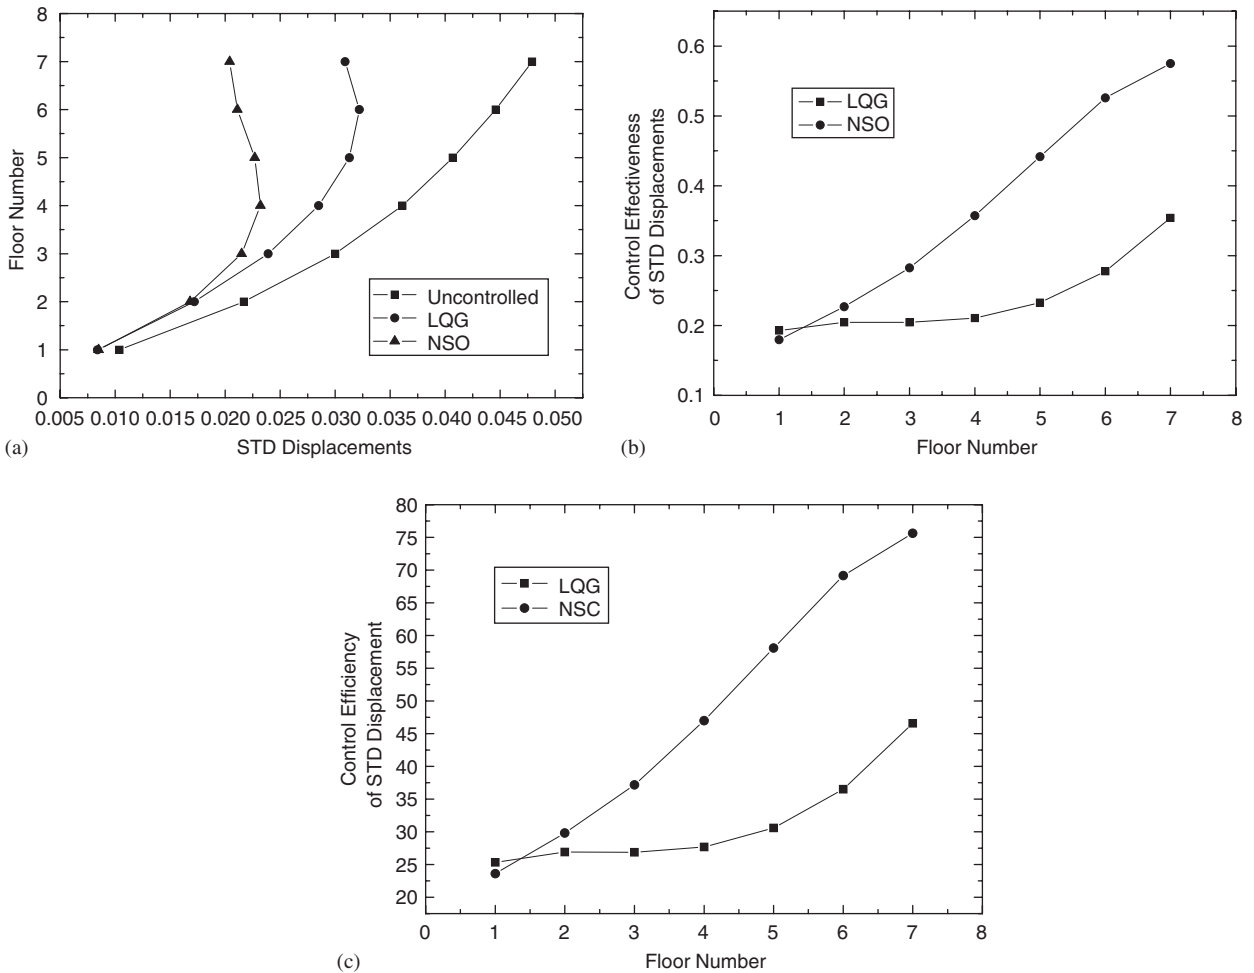 8
7
6
5
4
3
2
1
0
Floor Number
0.005 0.010 0.015 0.020 0.025 0.030 0.035 0.040 0.045 0.050
STD Displacements
Uncontrolled
LQG
NSO
(a)
0.6
0.5
0.4
0.3
0.2
0.1
Control Effectiveness
of STD Displacements
LQG
NSO
0 1 2 3 4 5 6 7 8
Floor Number
(b)
80
75
70
65
60
55
50
45
40
35
30
25
20
Control Efficiency
of STD Displacement
LQG
NSC
0 1 2 3 4 5 6 7 8
Floor Number
(c)